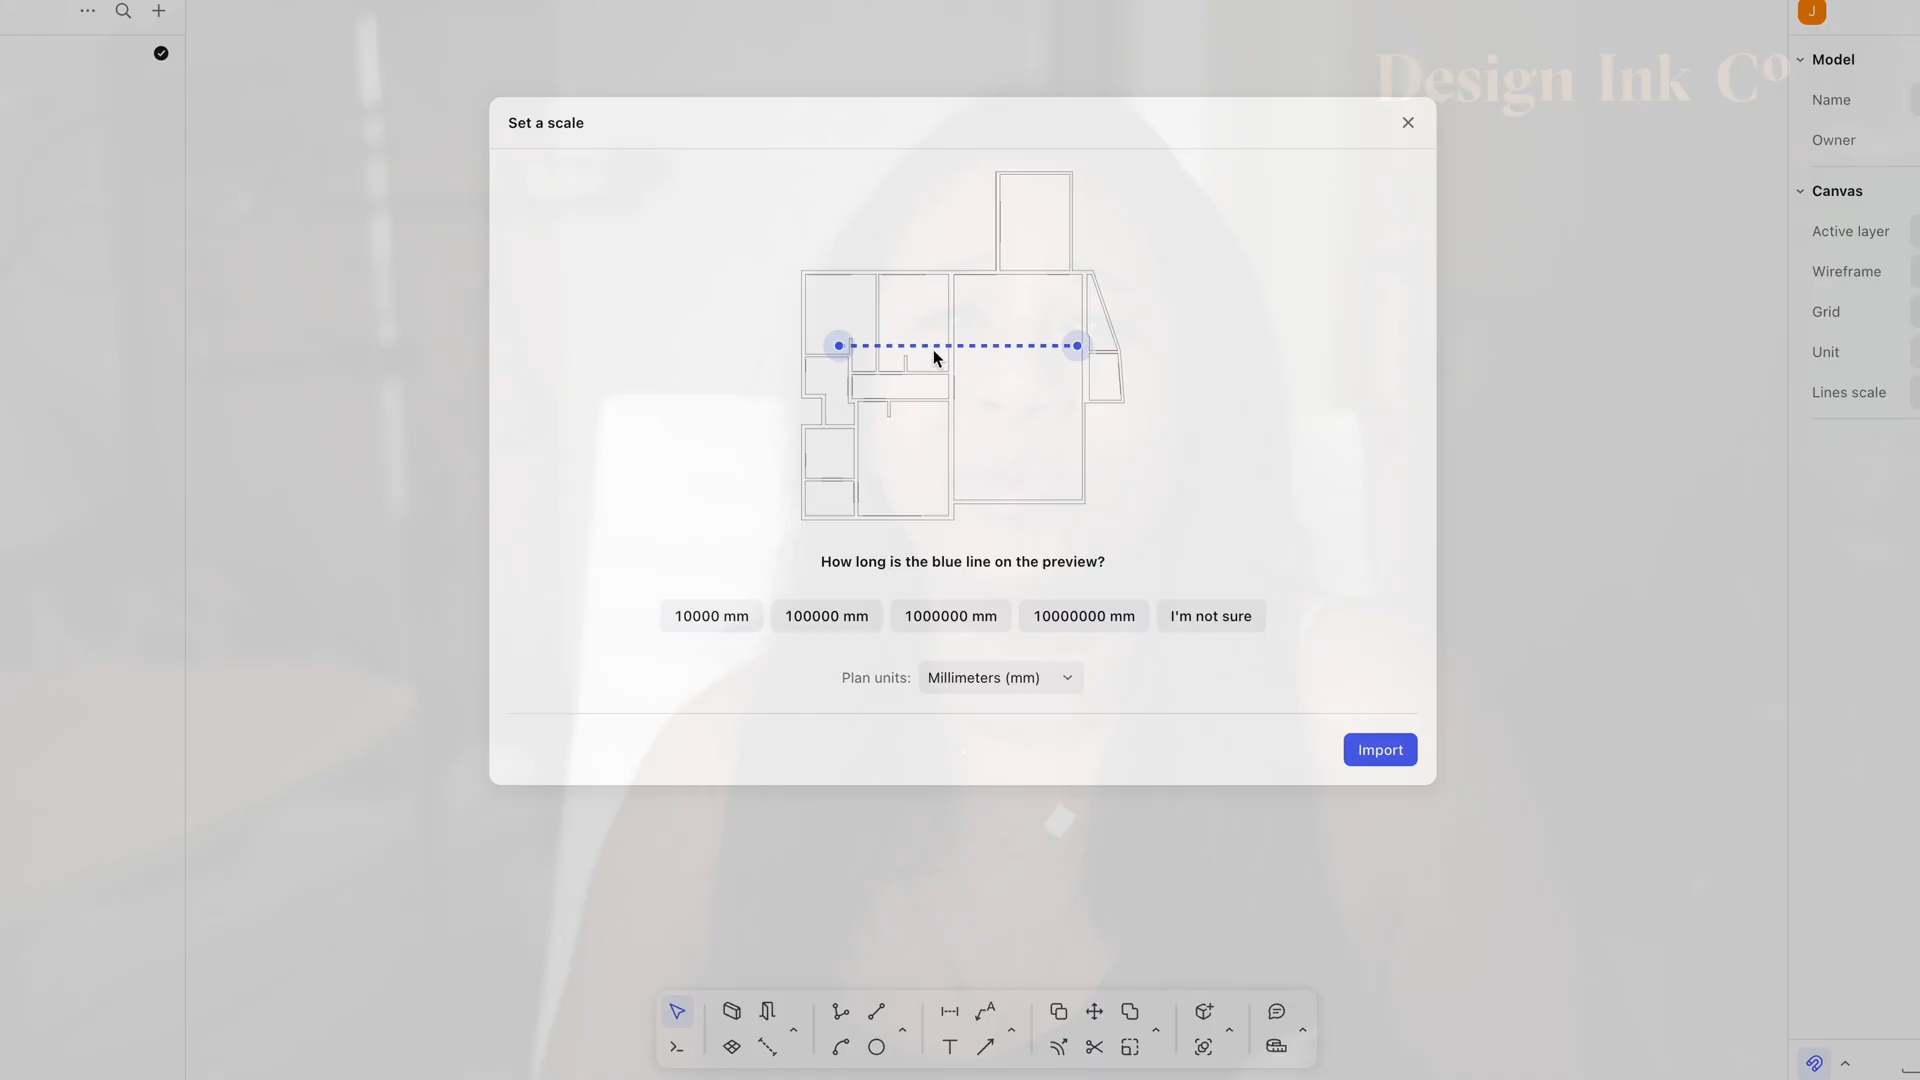 J
Design Ink Co
Model
Name
Owner
Canvas
Active layer
Wireframe
Grid
Unit
Lines scale
Set a scale
How long is the blue line on the preview?
10000 mm 100000 mm 1000000 mm 10000000 mm I'm not sure
Plan units: Millimeters (mm)
Import